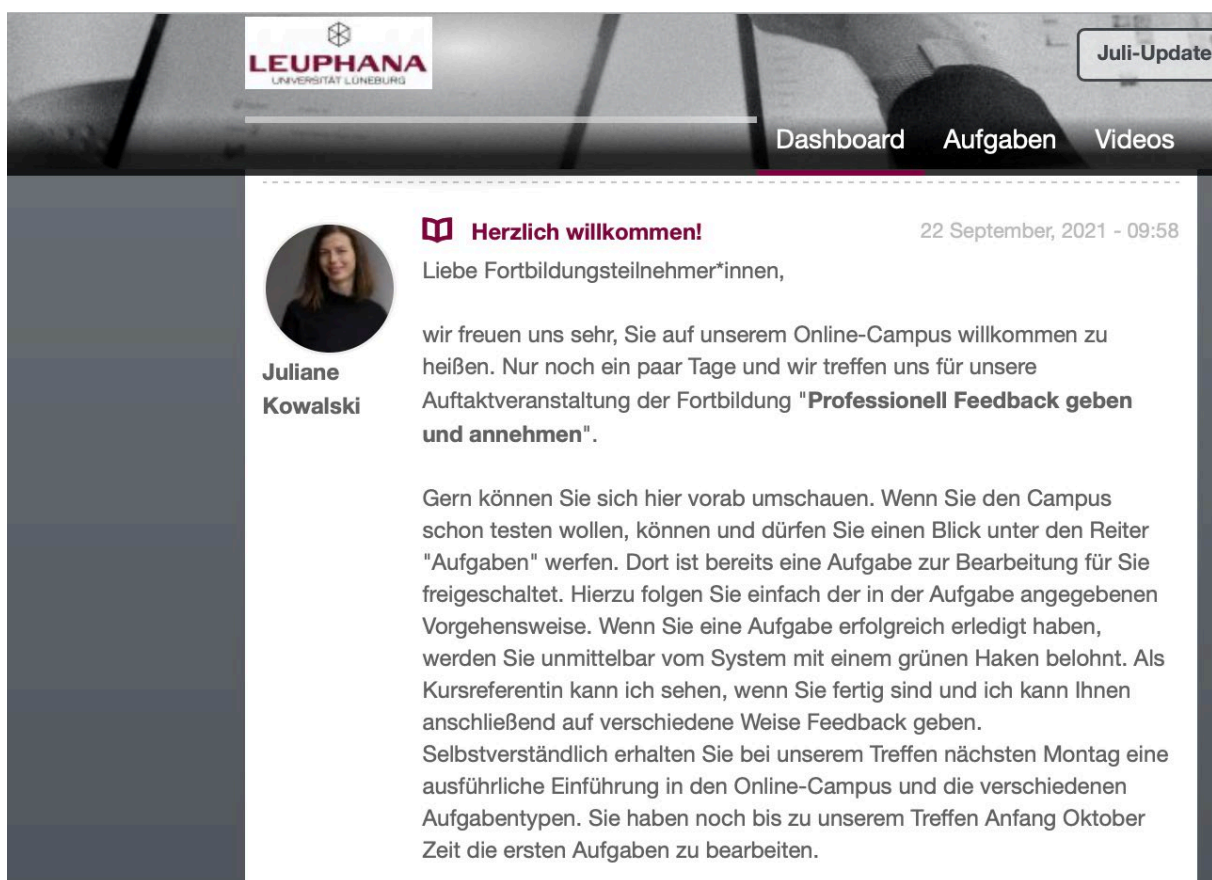 LEUPHANA
UNIVERSITÄT LÜNEBURG
Juli-Update
Dashboard Aufgaben Videos
Herzlich willkommen! 22 September, 2021 - 09:58
Liebe Fortbildungsteilnehmer*innen,
wir freuen uns sehr, Sie auf unserem Online-Campus willkommen zu
heißen. Nur noch ein paar Tage und wir treffen uns für unsere
Auftaktveranstaltung der Fortbildung "Professionell Feedback geben
und annehmen".
Juliane
Kowalski
Gern können Sie sich hier vorab umschauen. Wenn Sie den Campus
schon testen wollen, können und dürfen Sie einen Blick unter den Reiter
"Aufgaben" werfen. Dort ist bereits eine Aufgabe zur Bearbeitung für Sie
freigeschaltet. Hierzu folgen Sie einfach der in der Aufgabe angegebenen
Vorgehensweise. Wenn Sie eine Aufgabe erfolgreich erledigt haben,
werden Sie unmittelbar vom System mit einem grünen Haken belohnt. Als
Kursreferentin kann ich sehen, wenn Sie fertig sind und ich kann Ihnen
anschließend auf verschiedene Weise Feedback geben.
Selbstverständlich erhalten Sie bei unserem Treffen nächsten Montag eine
ausführliche Einführung in den Online-Campus und die verschiedenen
Aufgabentypen. Sie haben noch bis zu unserem Treffen Anfang Oktober
Zeit die ersten Aufgaben zu bearbeiten.